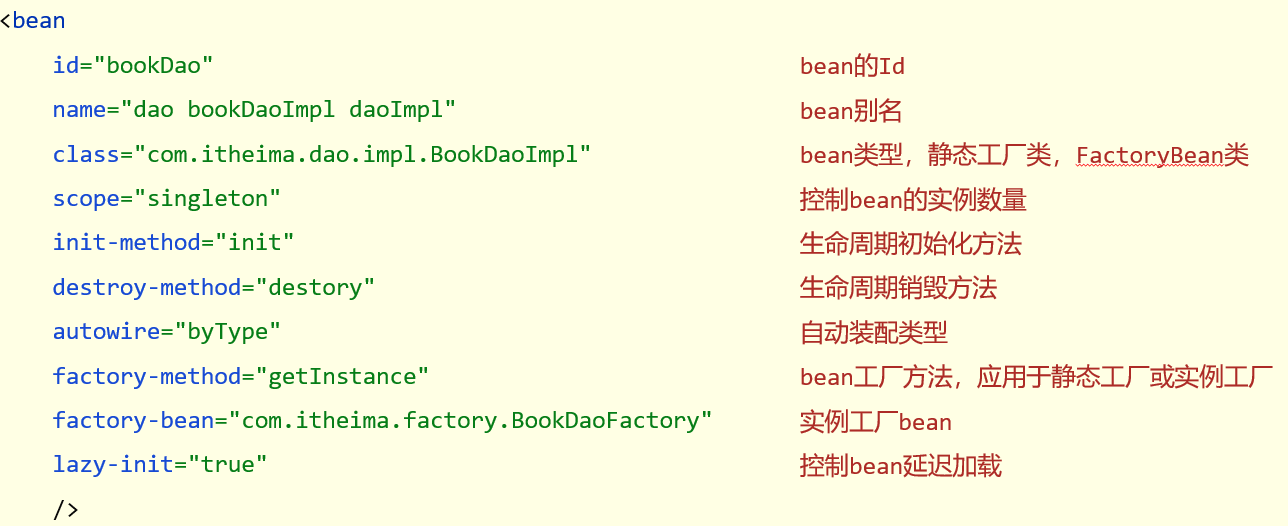 <bean
id="bookDao" bean的Id
name="dao bookDaoImpl daoImpl" bean别名
class="com.itheima.dao.impl.BookDaoImpl" bean类型，静态工厂类，FactoryBean类
scope="singleton" 控制bean的实例数量
init-method="init" 生命周期初始化方法
destroy-method="destory" 生命周期销毁方法
autowire="byType" 自动装配类型
factory-method="getInstance" bean工厂方法，应用于静态工厂或实例工厂
factory-bean="com.itheima.factory.BookDaoFactory" 实例工厂bean
lazy-init="true" 控制bean延迟加载
/>